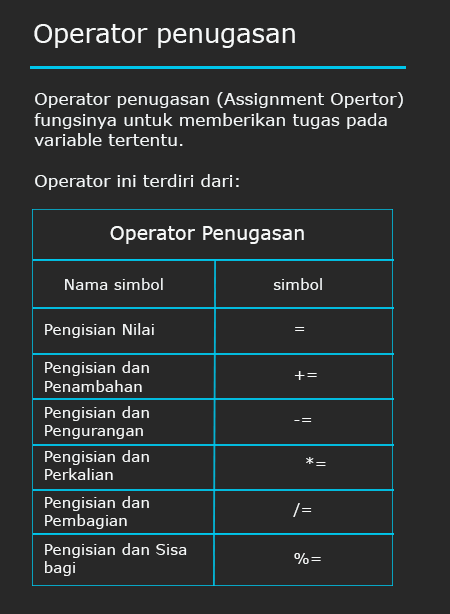 Operator penugasan
Operator penugasan (Assignment Opertor)
fungsinya untuk memberikan tugas pada
variable tertentu.
Operator ini terdiri dari:
Operator Penugasan
Nama simbol simbol
Pengisian Nilai =
Pengisian dan
Penambahan +=
Pengisian dan
Pengurangan -=
Pengisian dan
Perkalian *=
Pengisian dan
Pembagian /=
Pengisian dan Sisa
bagi %=